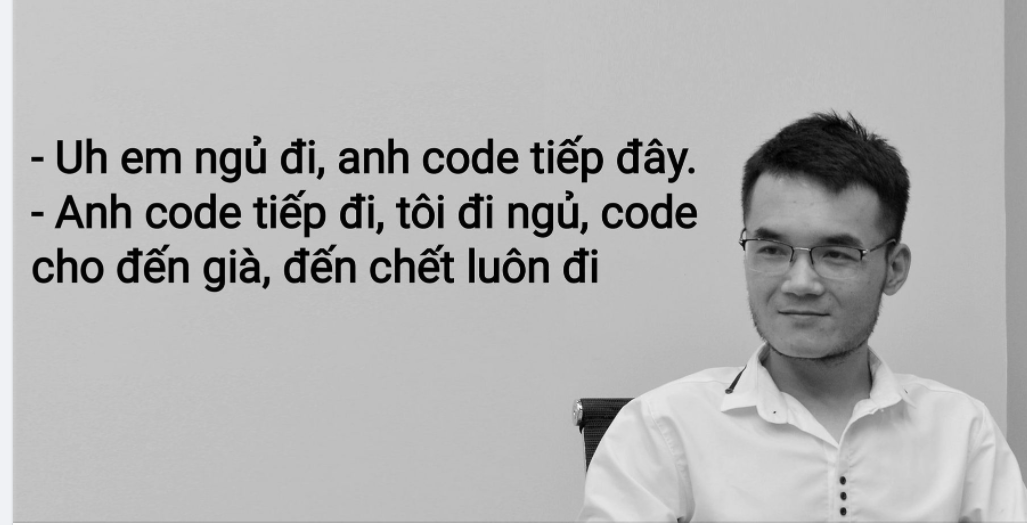 - Uh em ngủ đi, anh code tiếp đây.
- Anh code tiếp đi, tôi đi ngủ, code
cho đến già, đến chết luôn đi